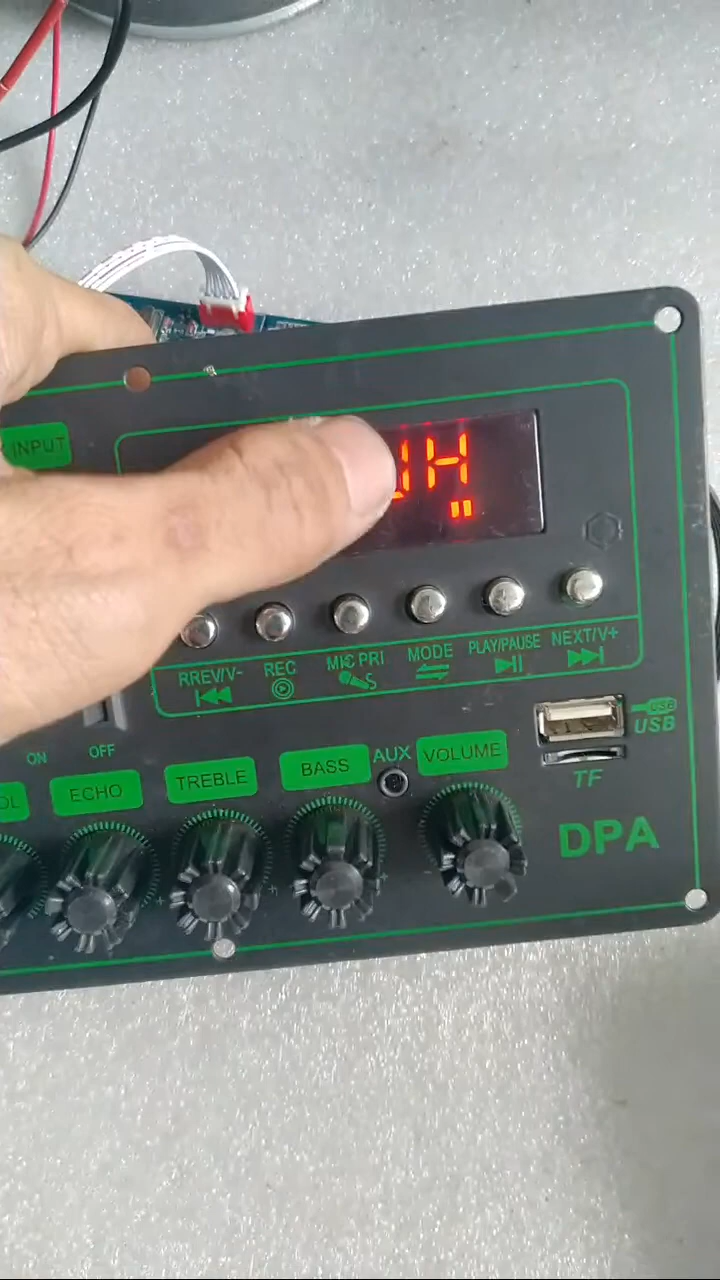 INPUT
H
RREV/V-
REC
MIC PRI
MODE
PLAY/PAUSE
NEXT/V+
ON
OFF
ECHO
TREBLE
BASS
AUX
VOLUME
USB
USB
TF
DPA